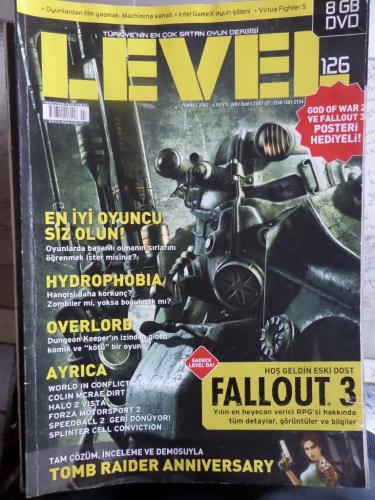 • Oyunlardan film yapmak: Machinima sanatı • Intel GameX oyun şöleni • Virtua Fighter 5
8 GB
DVD
TÜRKİYE'NİN EN ÇOK SATAN OYUN DERGİSİ
LEVEL
126
TEMMUZ 2007
GOD OF WAR 2
VE FALLOUT 3
POSTERİ
HEDİYELİ!
EN İYİ OYUNCU
SİZ OLUN!
Oyunlarda başarılı olmanın sırlarını
öğrenmek ister misiniz?
HYDROPHOBIA
Hangisi daha korkunç?
Zombiler mi, yoksa boğulmak mı?
OVERLORD
Dungeon Keeper'ın izinden giden
komik ve "kötü" bir oyun
AYRICA
WORLD IN CONFLICT
COLIN MCRAE DIRT
HALO 2 VISTA
FORZA MOTORSPORT 2
SPEEDBALL 2 GERİ DÖNÜYOR!
SPLINTER CELL CONVICTION
SADECE
LEVEL'DA!
HOŞ GELDİN ESKİ DOST
FALLOUT 3
Yılın en heyecan verici RPG'si hakkında
tüm detaylar, görüntüler ve bilgiler
TAM ÇÖZÜM, İNCELEME VE DEMOSUYLA
TOMB RAIDER ANNIVERSARY